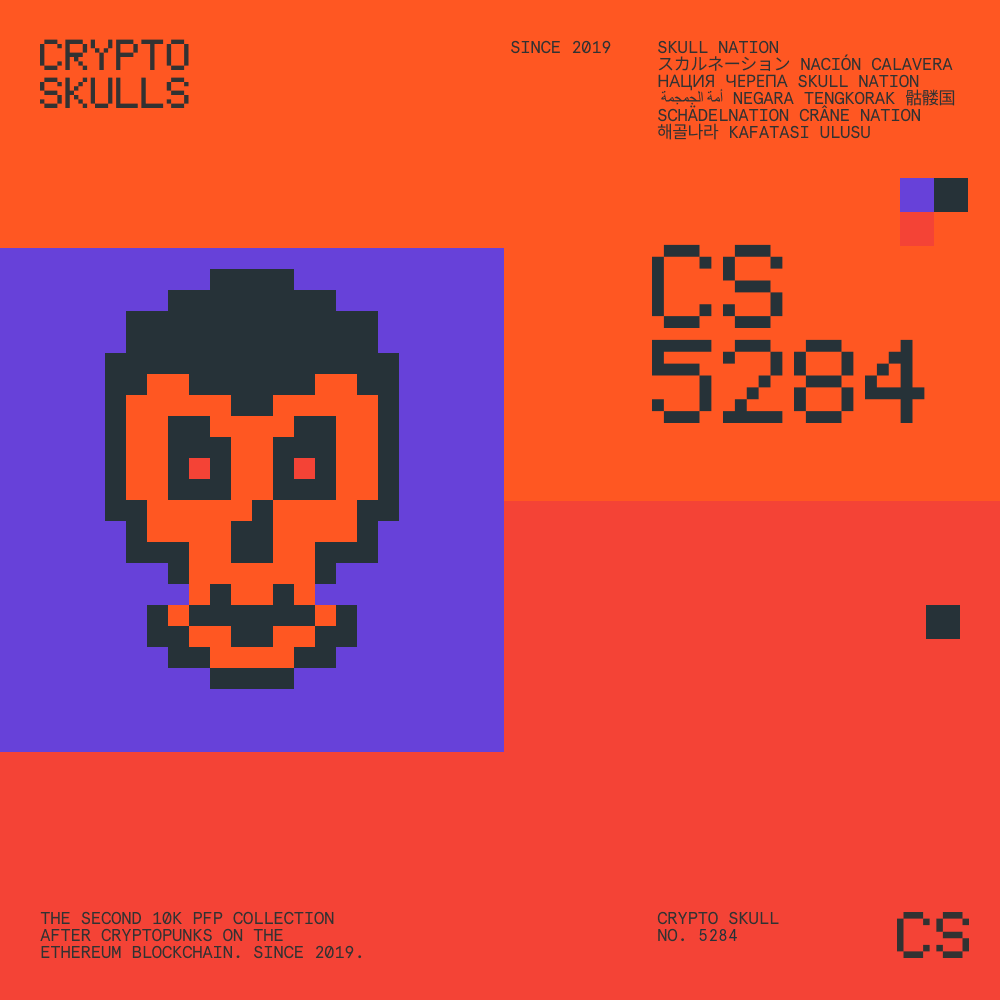 CRYPTO
SKULLS
SINCE 2019
SKULL NATION
スカルネーション NACIÓN CALAVERA
НАЦИЯ ЧЕРЕПА SKULL NATION
أمة الجمجمة NEGARA TENGKORAK 骷髅国
SCHÄDELNATION CRÂNE NATION
해골나라 KAFATASI ULUSU
CS
5284
THE SECOND 10K PFP COLLECTION
AFTER CRYPTOPUNKS ON THE
ETHEREUM BLOCKCHAIN. SINCE 2019.
CRYPTO SKULL
NO. 5284
CS